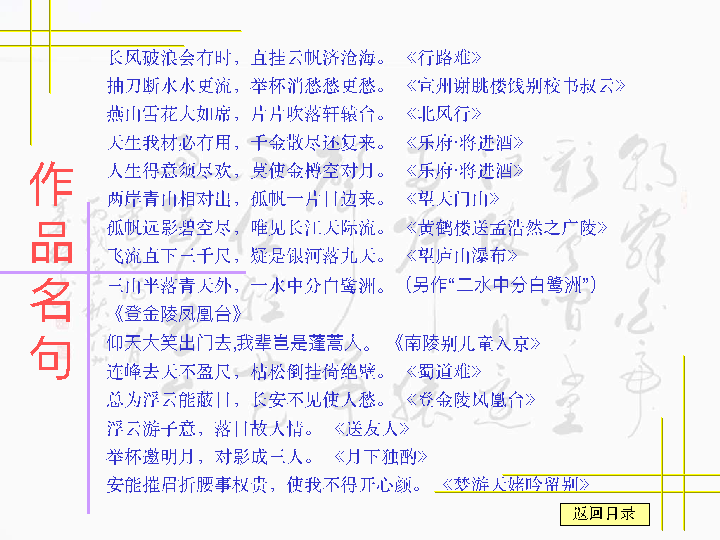 作品名句
长风破浪会有时，直挂云帆济沧海。《行路难》
抽刀断水水更流，举杯消愁愁更愁。《宣州谢眺楼饯别校书叔云》
燕山雪花大如席，片片吹落轩辕台。《北风行》
天生我材必有用，千金散尽还复来。《乐府·将进酒》
人生得意须尽欢，莫使金樽空对月。《乐府·将进酒》
两岸青山相对出，孤帆一片日边来。《望天门山》
孤帆远影碧空尽，唯见长江天际流。《黄鹤楼送孟浩然之广陵》
飞流直下三千尺，疑是银河落九天。《望庐山瀑布》
三山半落青天外，一水中分白鹭洲。（另作“二水中分白鹭洲”）
《登金陵凤凰台》
仰天大笑出门去,我辈岂是蓬蒿人。《南陵别儿童入京》
连峰去天不盈尺，枯松倒挂倚绝壁。《蜀道难》
总为浮云能蔽日，长安不见使人愁。《登金陵凤凰台》
浮云游子意，落日故人情。《送友人》
举杯邀明月，对影成三人。《月下独酌》
安能摧眉折腰事权贵，使我不得开心颜。《梦游天姥吟留别》
返回目录